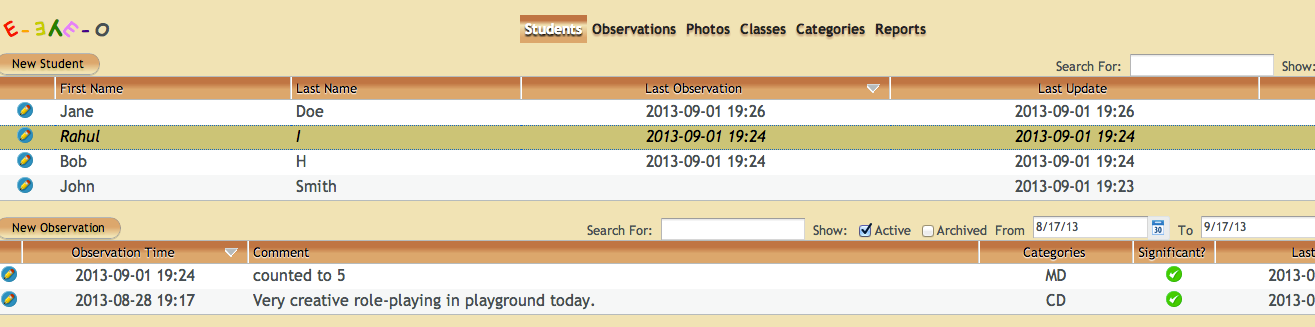 E-EYE-O
Students Observations Photos Classes Categories Reports
New Student
Search For: Show:
First Name Last Name Last Observation Last Update
Jane Doe 2013-09-01 19:26 2013-09-01 19:26
Rahul I 2013-09-01 19:24 2013-09-01 19:24
Bob H 2013-09-01 19:24 2013-09-01 19:24
John Smith 2013-09-01 19:23
New Observation
Search For: Show: Active Archived From 8/17/13 30 To 9/17/13
Observation Time Comment Categories Significant? Last
2013-09-01 19:24 counted to 5 MD 2013-0
2013-08-28 19:17 Very creative role-playing in playground today. CD 2013-0